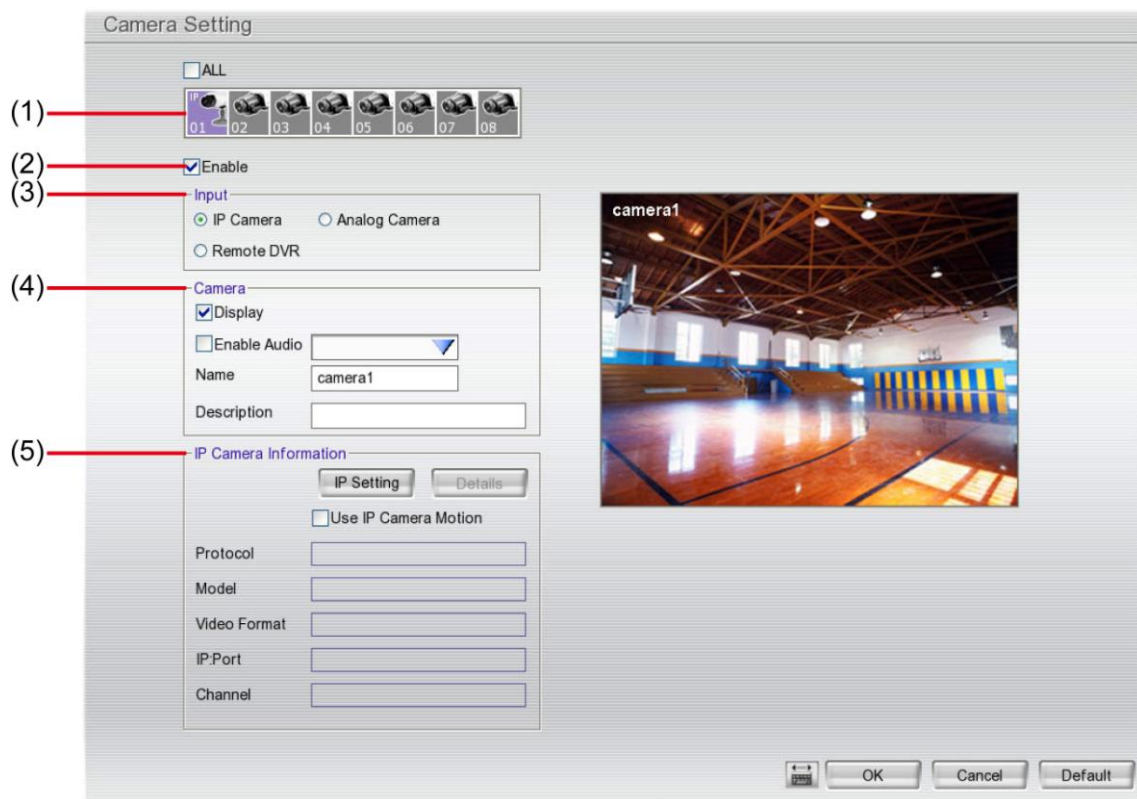 Camera Setting
ALL
(1)
IP
01 02 03 04 05 06 07 08
(2)
Enable
(3)
Input
IP Camera Analog Camera
Remote DVR
camera1
(4)
Camera
Display
Enable Audio
Name camera1
Description
(5)
IP Camera Information
IP Setting Details
Use IP Camera Motion
Protocol
Model
Video Format
IP:Port
Channel
OK Cancel Default